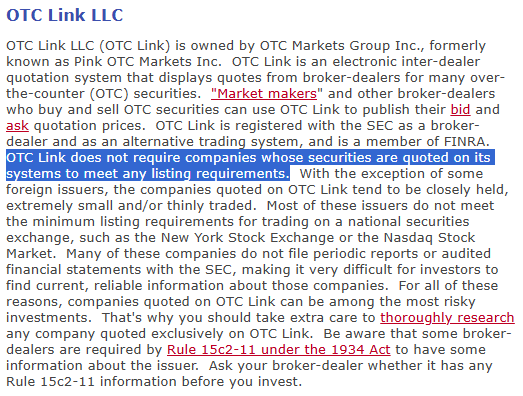 OTC Link LLC
OTC Link LLC (OTC Link) is owned by OTC Markets Group Inc., formerly
known as Pink OTC Markets Inc.  OTC Link is an electronic inter-dealer
quotation system that displays quotes from broker-dealers for many over-
the-counter (OTC) securities.  "Market makers" and other broker-dealers
who buy and sell OTC securities can use OTC Link to publish their bid and
ask quotation prices.  OTC Link is registered with the SEC as a broker-
dealer and as an alternative trading system, and is a member of FINRA.
OTC Link does not require companies whose securities are quoted on its
systems to meet any listing requirements.  With the exception of some
foreign issuers, the companies quoted on OTC Link tend to be closely held,
extremely small and/or thinly traded.  Most of these issuers do not meet
the minimum listing requirements for trading on a national securities
exchange, such as the New York Stock Exchange or the Nasdaq Stock
Market.  Many of these companies do not file periodic reports or audited
financial statements with the SEC, making it very difficult for investors to
find current, reliable information about those companies.  For all of these
reasons, companies quoted on OTC Link can be among the most risky
investments.  That's why you should take extra care to thoroughly research
any company quoted exclusively on OTC Link.  Be aware that some broker-
dealers are required by Rule 15c2-11 under the 1934 Act to have some
information about the issuer.  Ask your broker-dealer whether it has any
Rule 15c2-11 information before you invest.